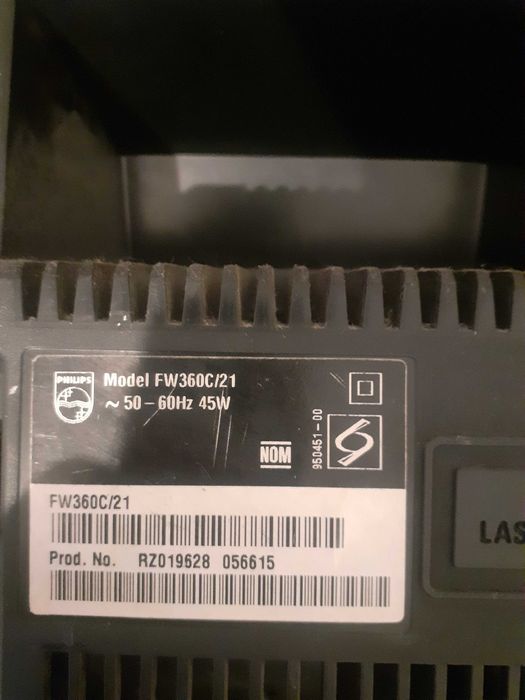 PHILIPS
Model FW360C/21
~ 50 – 60Hz 45W
NOM
950451-00
FW360C/21
Prod. No. RZ019628 056615
LAS